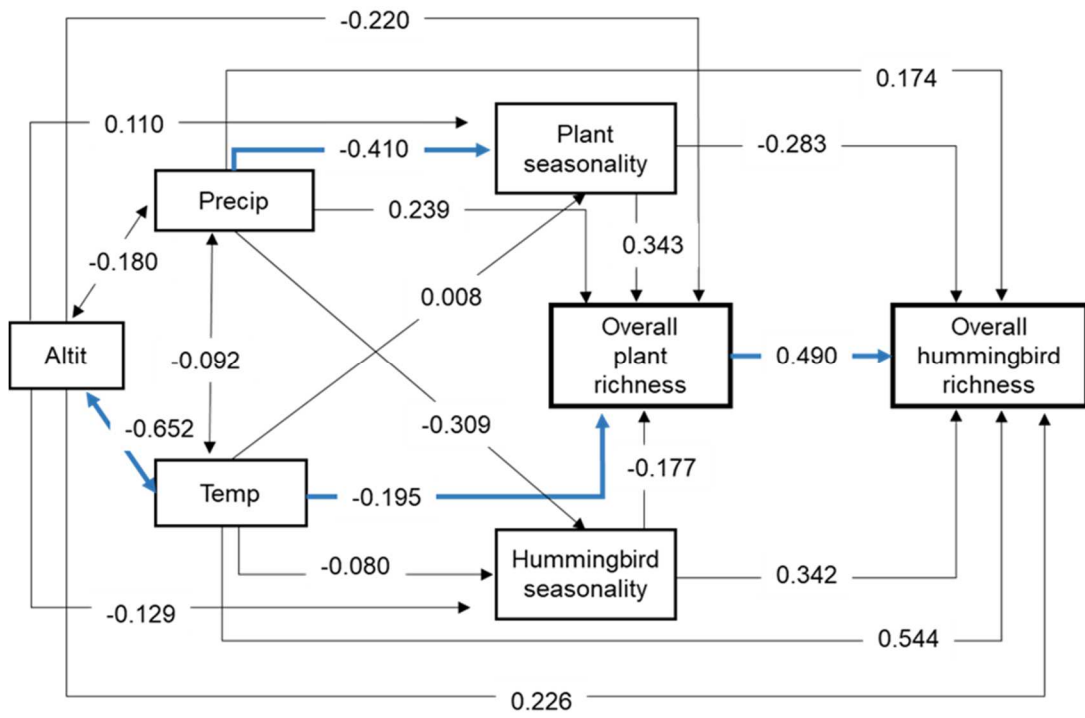 -0.220
0.174
0.110
Plant
seasonality
-0.410
-0.283
Precip
0.239
0.343
-0.180
0.008
Altit
-0.092
Overall
plant
richness
0.490
Overall
hummingbird
richness
-0.652
-0.309
-0.177
Temp
-0.195
-0.080
Hummingbird
seasonality
0.342
-0.129
0.544
0.226